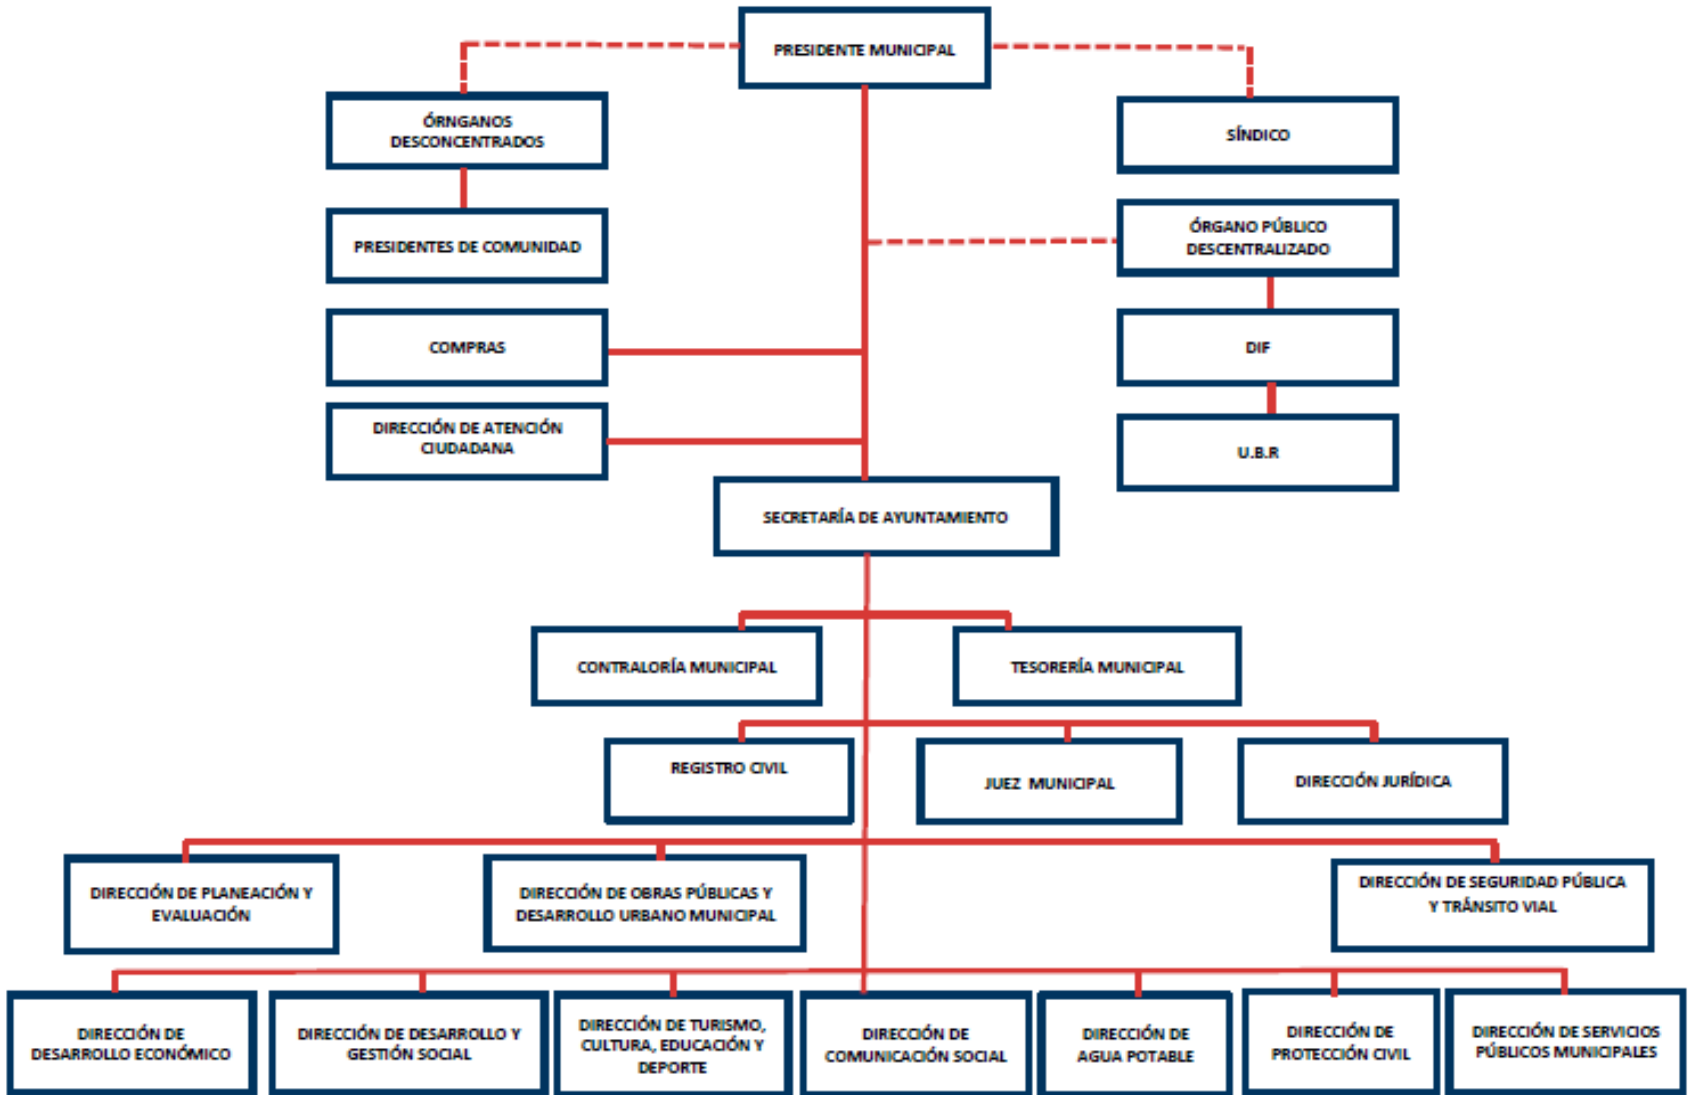 PRESIDENTE MUNICIPAL
ÓRNGANOS
DESCONCENTRADOS
SÍNDICO
PRESIDENTES DE COMUNIDAD
ÓRGANO PÚBLICO
DESCENTRALIZADO
COMPRAS
DIF
DIRECCIÓN DE ATENCIÓN
CIUDADANA
U.B.R
SECRETARÍA DE AYUNTAMIENTO
CONTRALORÍA MUNICIPAL
TESORERÍA MUNICIPAL
REGISTRO CIVIL
JUEZ MUNICIPAL
DIRECCIÓN JURÍDICA
DIRECCIÓN DE PLANEACIÓN Y
EVALUACIÓN
DIRECCIÓN DE OBRAS PÚBLICAS Y
DESARROLLO URBANO MUNICIPAL
DIRECCIÓN DE SEGURIDAD PÚBLICA
Y TRÁNSITO VIAL
DIRECCIÓN DE
DESARROLLO ECONÓMICO
DIRECCIÓN DE DESARROLLO Y
GESTIÓN SOCIAL
DIRECCIÓN DE TURISMO,
CULTURA, EDUCACIÓN Y
DEPORTE
DIRECCIÓN DE
COMUNICACIÓN SOCIAL
DIRECCIÓN DE
AGUA POTABLE
DIRECCIÓN DE
PROTECCIÓN CIVIL
DIRECCIÓN DE SERVICIOS
PÚBLICOS MUNICIPALES